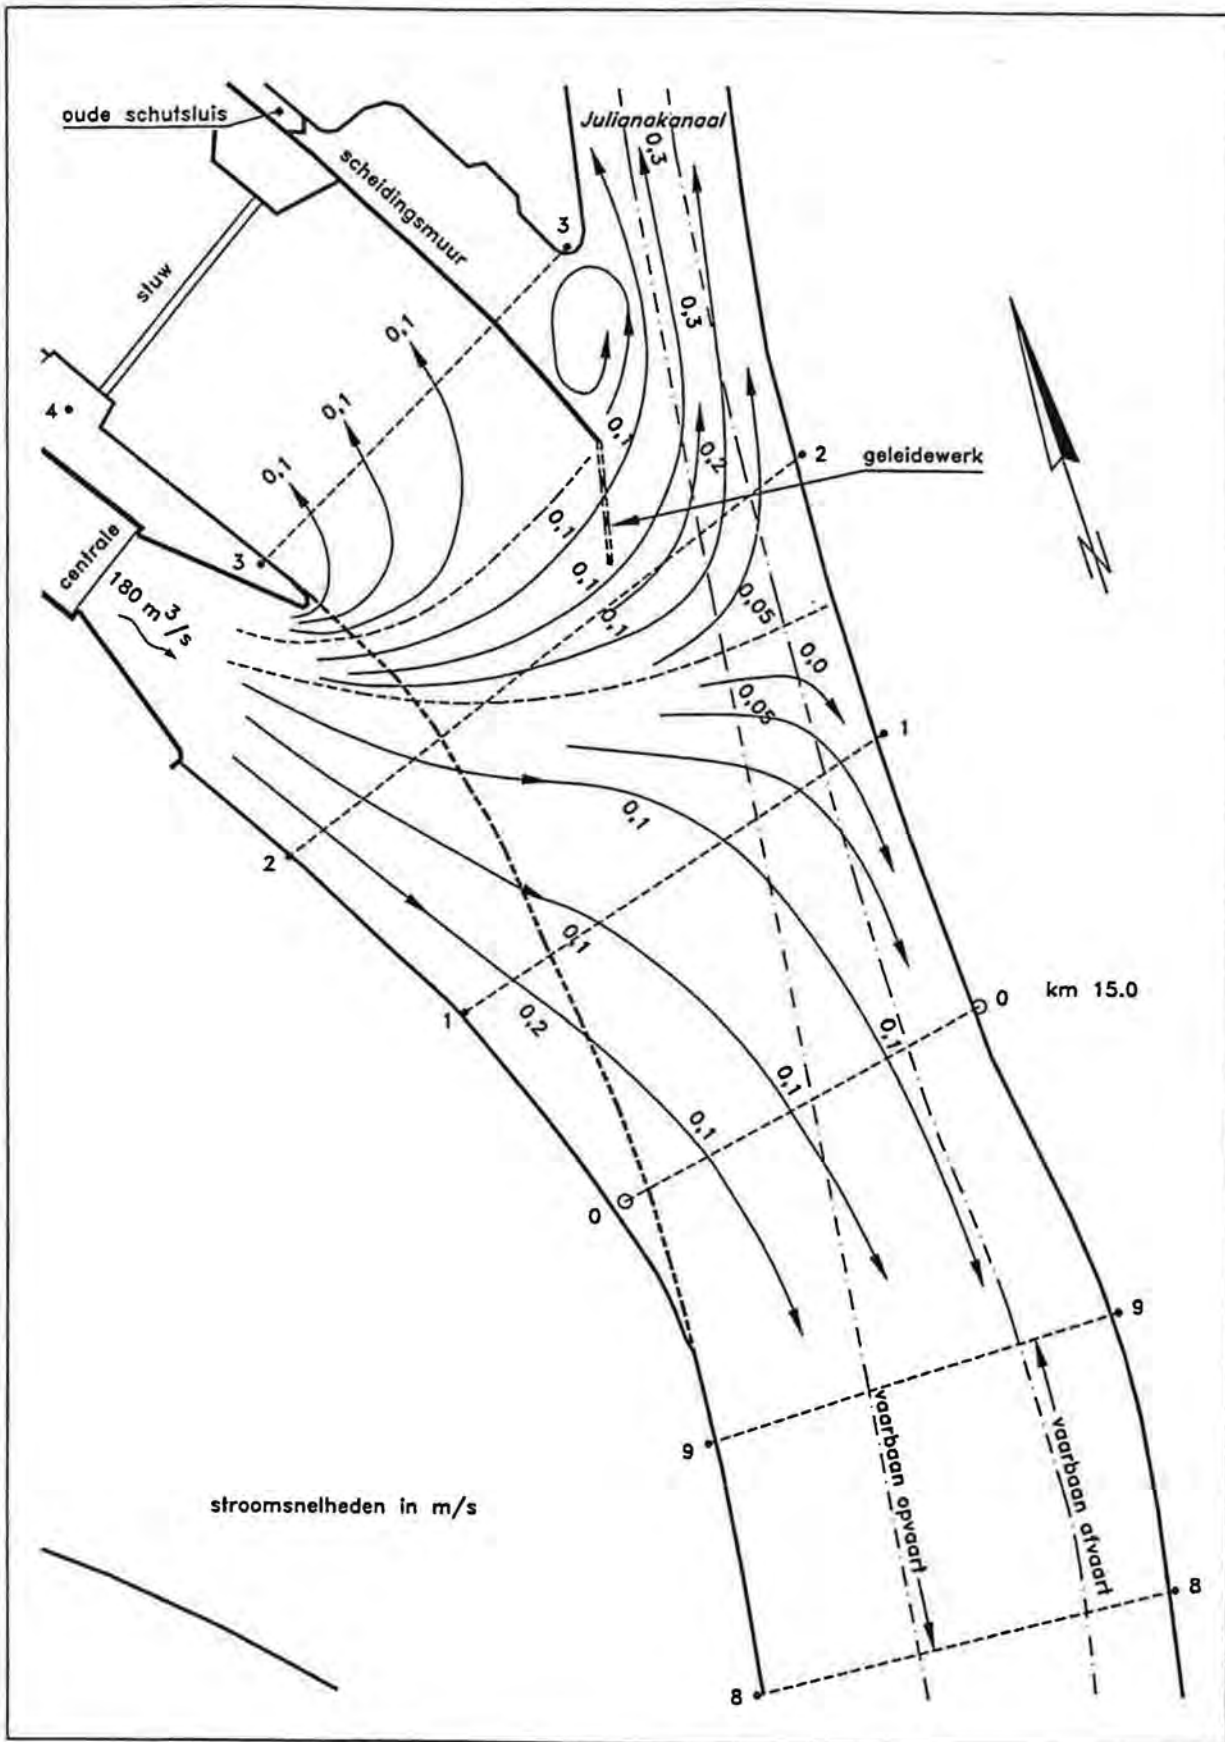 oude schutsluis
Julianakanaal
0,3
scheidingsmuur
3
stuw
0,3
0,1
0,1
4
0,1
0,1
0,2
2
geleidewerk
0,1
centrale
3
180 m³/s
0,1
0,1
0,05
0,0
0,05
1
0,1
2
0,1
0
km 15.0
1
0,2
0,1
0,1
0,1
0
9
vaarbaan opvaart
vaarbaan afvaart
9
stroomsnelheden in m/s
8
8
N